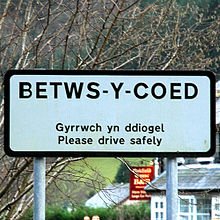 BETWS-Y-COED
Gyrrwch yn ddiogel
Please drive safely